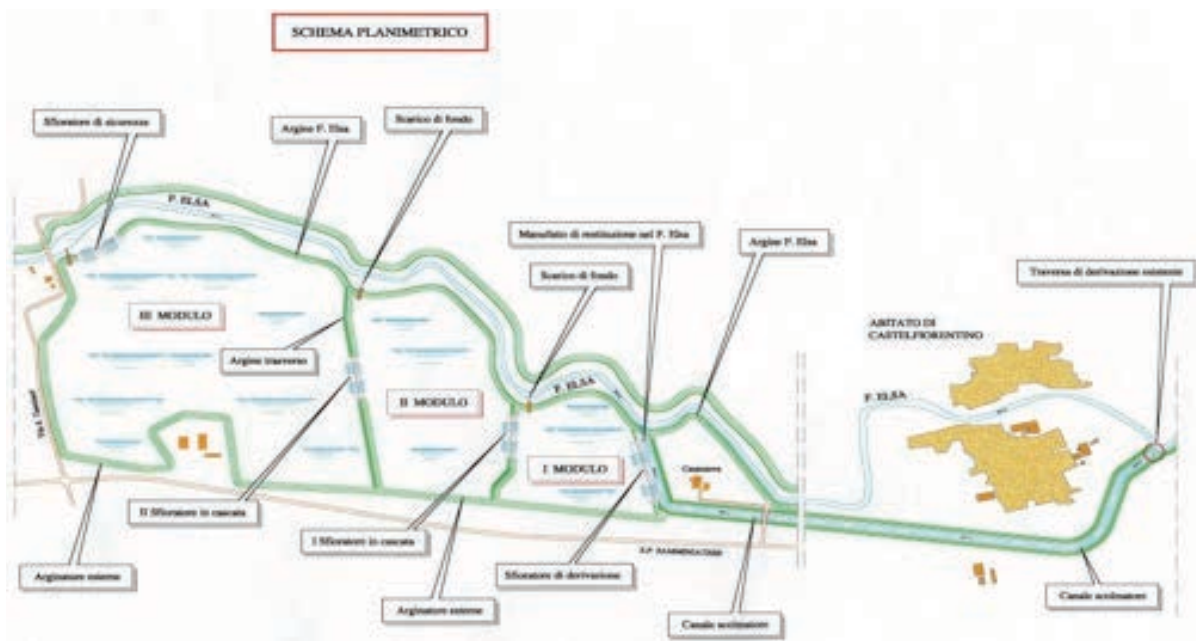 SCHEMA PLANIMETRICO
Sfioratore di sicurezza
Argine F. Elsa
Scarico di fondo
F. ELSA
Manufatto di restituzione nel F. Elsa
Argine F. Elsa
Scarico di fondo
Traversa di derivazione esistente
III MODULO
ABITATO DI
CASTELFIORENTINO
Argine trasverso
F. ELSA
F. ELSA
II MODULO
I MODULO
II Sfioratore in cascata
I Sfioratore in cascata
S.P.
Arginature esterne
Sfioratore di derivazione
Arginature esterne
Canale scolmatore
Canale scolmatore